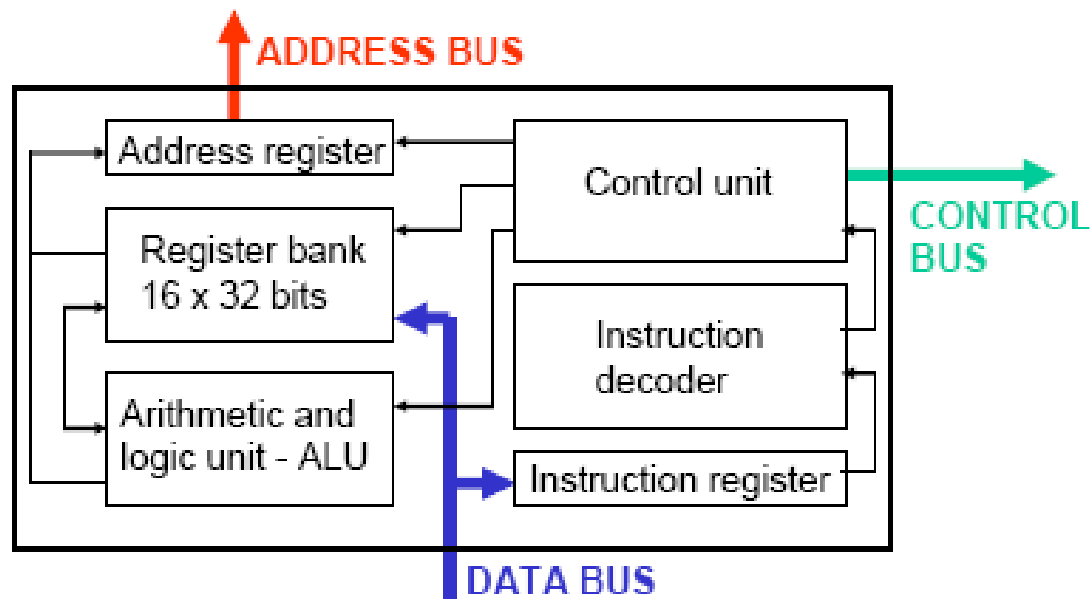 ADDRESS BUS
Address register
Control unit
CONTROL
BUS
Register bank
16 x 32 bits
Instruction
decoder
Arithmetic and
logic unit - ALU
Instruction register
DATA BUS